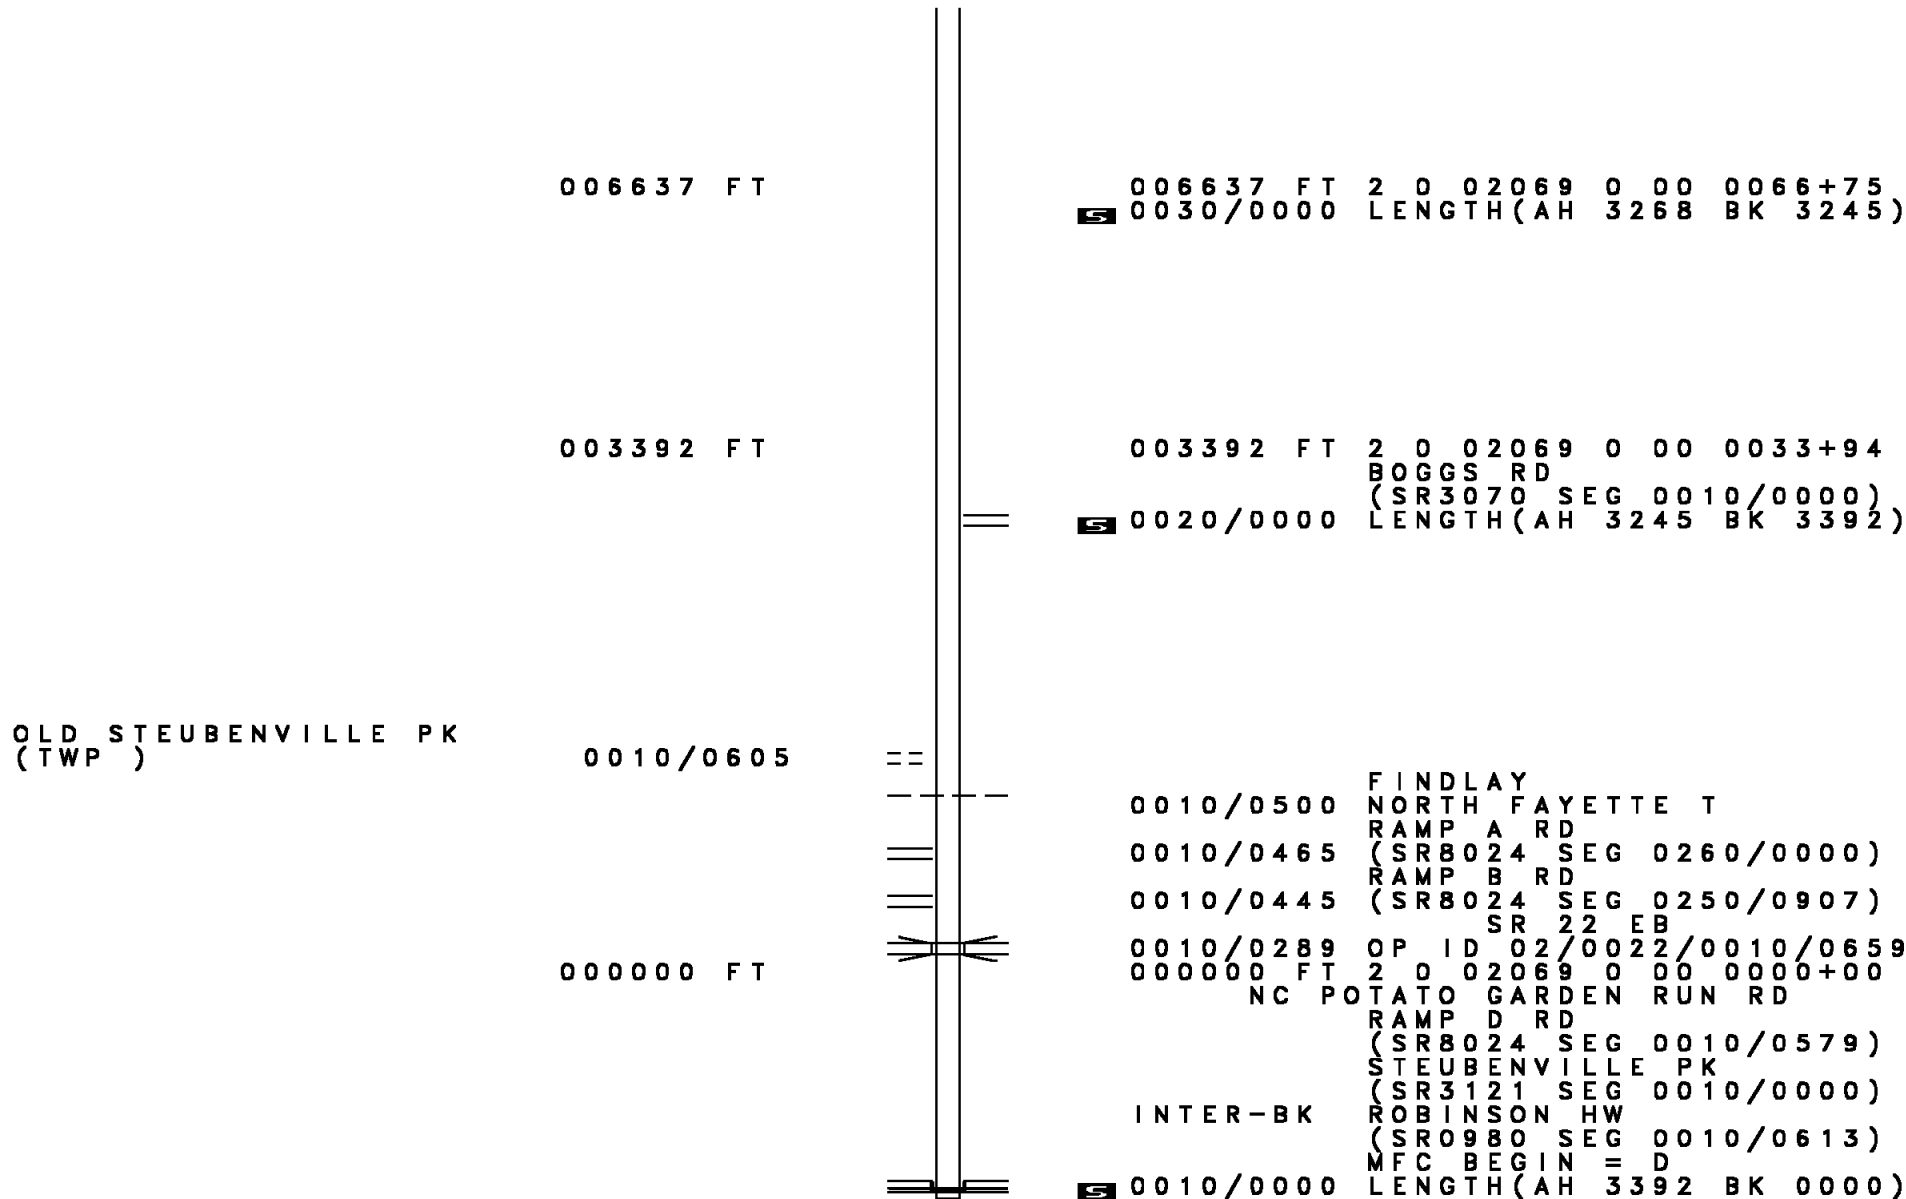 006637 FT 006637 FT 2 0 02069 0 00 0066+75
S 0030/0000 LENGTH(AH 3268 BK 3245)
003392 FT 003392 FT 2 0 02069 0 00 0033+94
BOGGS RD
(SR3070 SEG 0010/0000)
S 0020/0000 LENGTH(AH 3245 BK 3392)
OLD STEUBENVILLE PK
(TWP ) 0010/0605
FINDLAY
0010/0500 NORTH FAYETTE T
RAMP A RD
0010/0465 (SR8024 SEG 0260/0000)
RAMP B RD
0010/0445 (SR8024 SEG 0250/0907)
SR 22 EB
0010/0289 OP ID 02/0022/0010/0659
000000 FT 000000 FT 2 0 02069 0 00 0000+00
NC POTATO GARDEN RUN RD
RAMP D RD
(SR8024 SEG 0010/0579)
STEUBENVILLE PK
(SR3121 SEG 0010/0000)
INTER-BK ROBINSON HW
(SR0980 SEG 0010/0613)
MFC BEGIN = D
S 0010/0000 LENGTH(AH 3392 BK 0000)